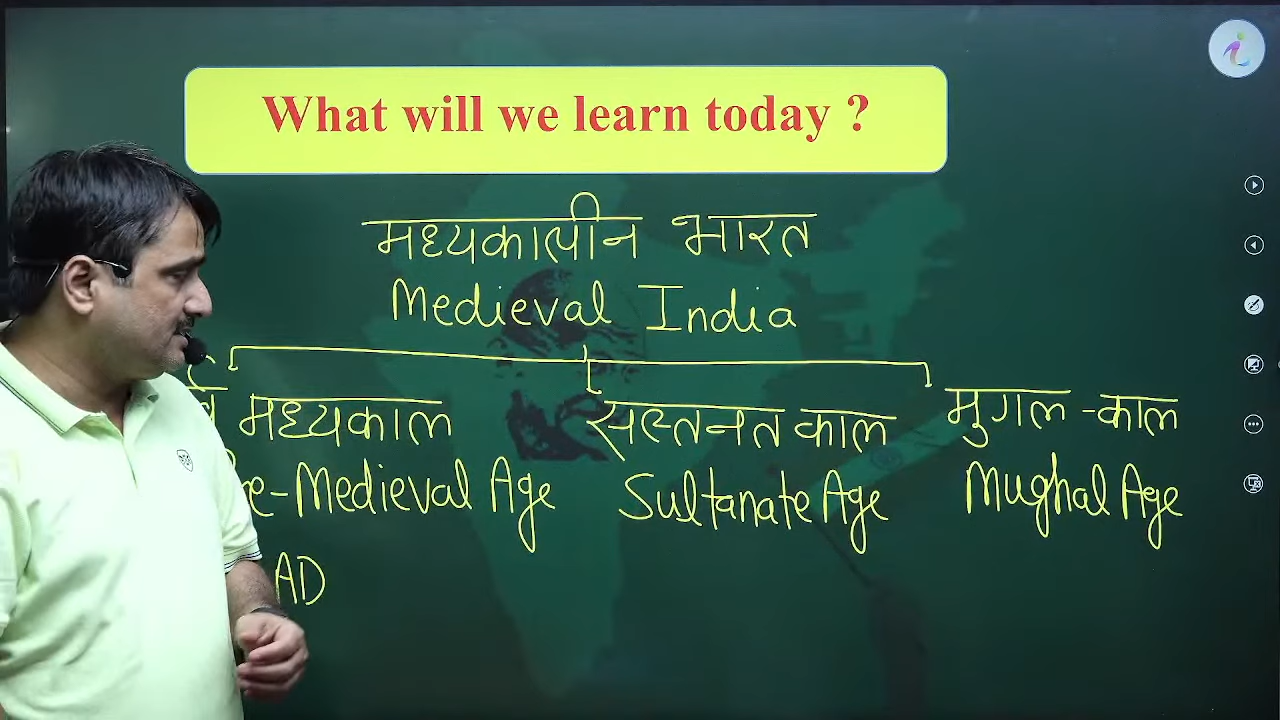 What will we learn today ?
मध्यकालीन भारत
Medieval India
मध्यकाल सल्तनत काल मुगल-काल
-Medieval Age Sultanate Age Mughal Age
AD